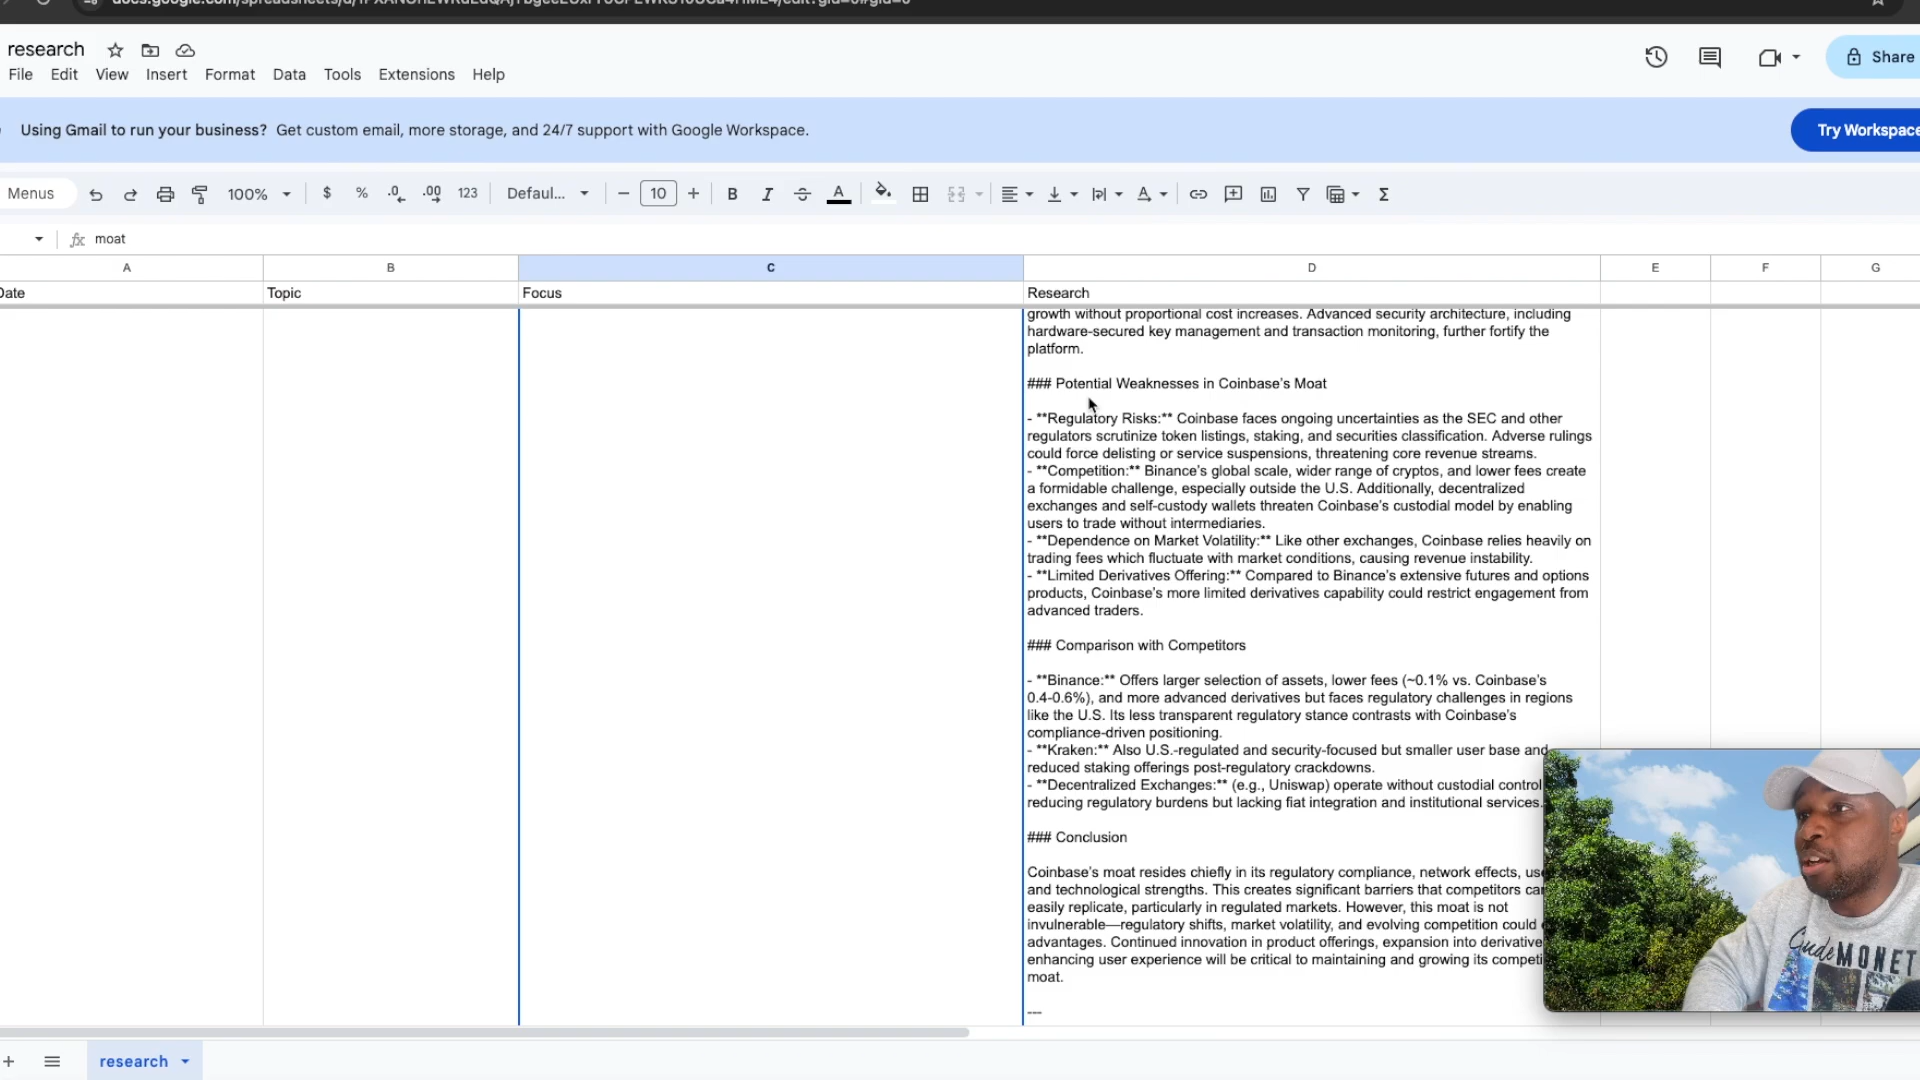 research
File Edit View Insert Format Data Tools Extensions Help
Share
Using Gmail to run your business? Get custom email, more storage, and 24/7 support with Google Workspace.
Try Workspace
Menus 100% $ % .0 .00 123 Defaul... 10 B I A Σ
fx moat
A B C D E F G
Date Topic Focus Research
growth without proportional cost increases. Advanced security architecture, including
hardware-secured key management and transaction monitoring, further fortify the
platform.
### Potential Weaknesses in Coinbase's Moat
- **Regulatory Risks:** Coinbase faces ongoing uncertainties as the SEC and other
regulators scrutinize token listings, staking, and securities classification. Adverse rulings
could force delisting or service suspensions, threatening core revenue streams.
- **Competition:** Binance's global scale, wider range of cryptos, and lower fees create
a formidable challenge, especially outside the U.S. Additionally, decentralized
exchanges and self-custody wallets threaten Coinbase's custodial model by enabling
users to trade without intermediaries.
- **Dependence on Market Volatility:** Like other exchanges, Coinbase relies heavily on
trading fees which fluctuate with market conditions, causing revenue instability.
- **Limited Derivatives Offering:** Compared to Binance's extensive futures and options
products, Coinbase's more limited derivatives capability could restrict engagement from
advanced traders.
### Comparison with Competitors
- **Binance:** Offers larger selection of assets, lower fees (~0.1% vs. Coinbase's
0.4-0.6%), and more advanced derivatives but faces regulatory challenges in regions
like the U.S. Its less transparent regulatory stance contrasts with Coinbase's
compliance-driven positioning.
- **Kraken:** Also U.S.-regulated and security-focused but smaller user base and
reduced staking offerings post-regulatory crackdowns.
- **Decentralized Exchanges:** (e.g., Uniswap) operate without custodial control
reducing regulatory burdens but lacking fiat integration and institutional services.
### Conclusion
Coinbase's moat resides chiefly in its regulatory compliance, network effects,
and technological strengths. This creates significant barriers that competitors
easily replicate, particularly in regulated markets. However, this moat is not
invulnerable—regulatory shifts, market volatility, and evolving competition could
advantages. Continued innovation in product offerings, expansion into
enhancing user experience will be critical to maintaining and growing its
moat.
---
MONET
+ research